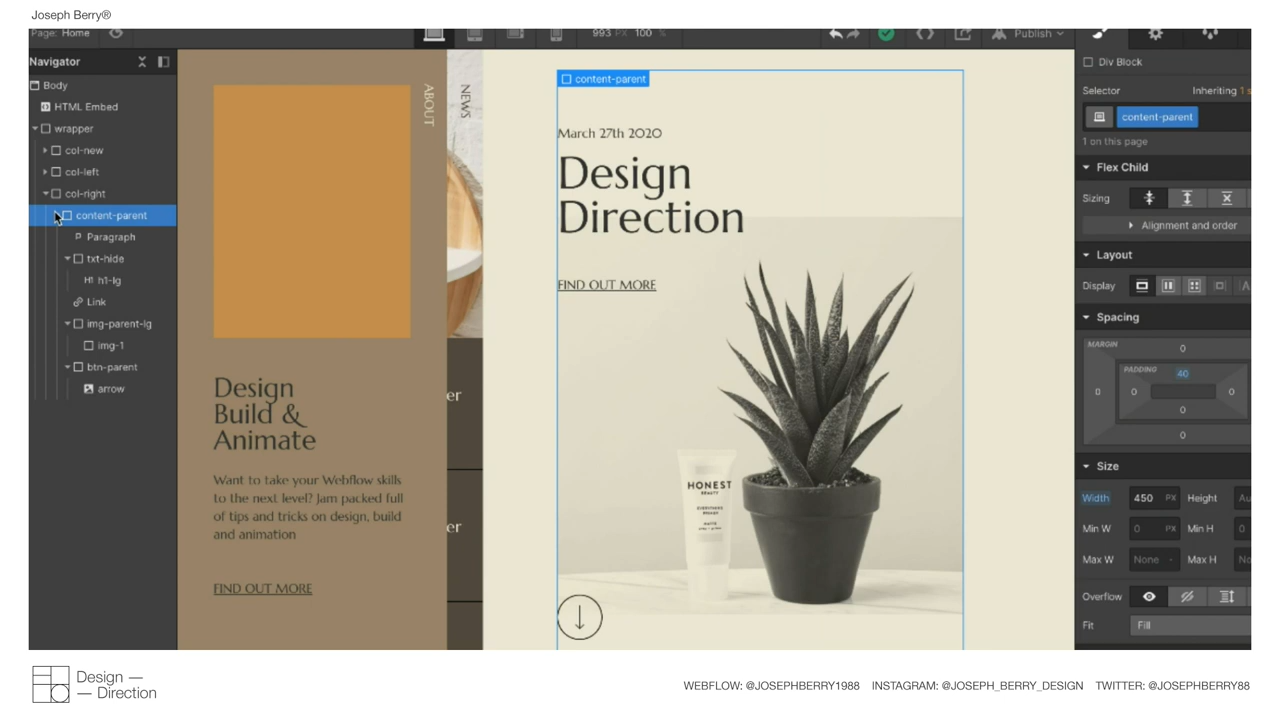 Joseph Berry®
Page: Home
993 PX 100 %
Publish
Navigator
Body
HTML Embed
wrapper
col-new
col-left
col-right
content-parent
Paragraph
txt-hide
H1 h1-lg
Link
img-parent-lg
img-1
btn-parent
arrow
ABOUT
NEWS
Design
Build &
Animate
Want to take your Webflow skills
to the next level? Jam packed full
of tips and tricks on design, build
and animation
FIND OUT MORE
er
er
content-parent
March 27th 2020
Design
Direction
FIND OUT MORE
HONEST
BEAUTY
Div Block
Selector
Inheriting 1 s
content-parent
1 on this page
Flex Child
Sizing
Alignment and order
Layout
Display
Spacing
MARGIN
0
PADDING
40
0 0 0 0
0
0
Size
Width 450 PX Height Au
Min W 0 PX Min H 0
Max W None - Max H No
Overflow
Fit Fill
Design —
— Direction
WEBFLOW: @JOSEPHBERRY1988 INSTAGRAM: @JOSEPH_BERRY_DESIGN TWITTER: @JOSEPHBERRY88